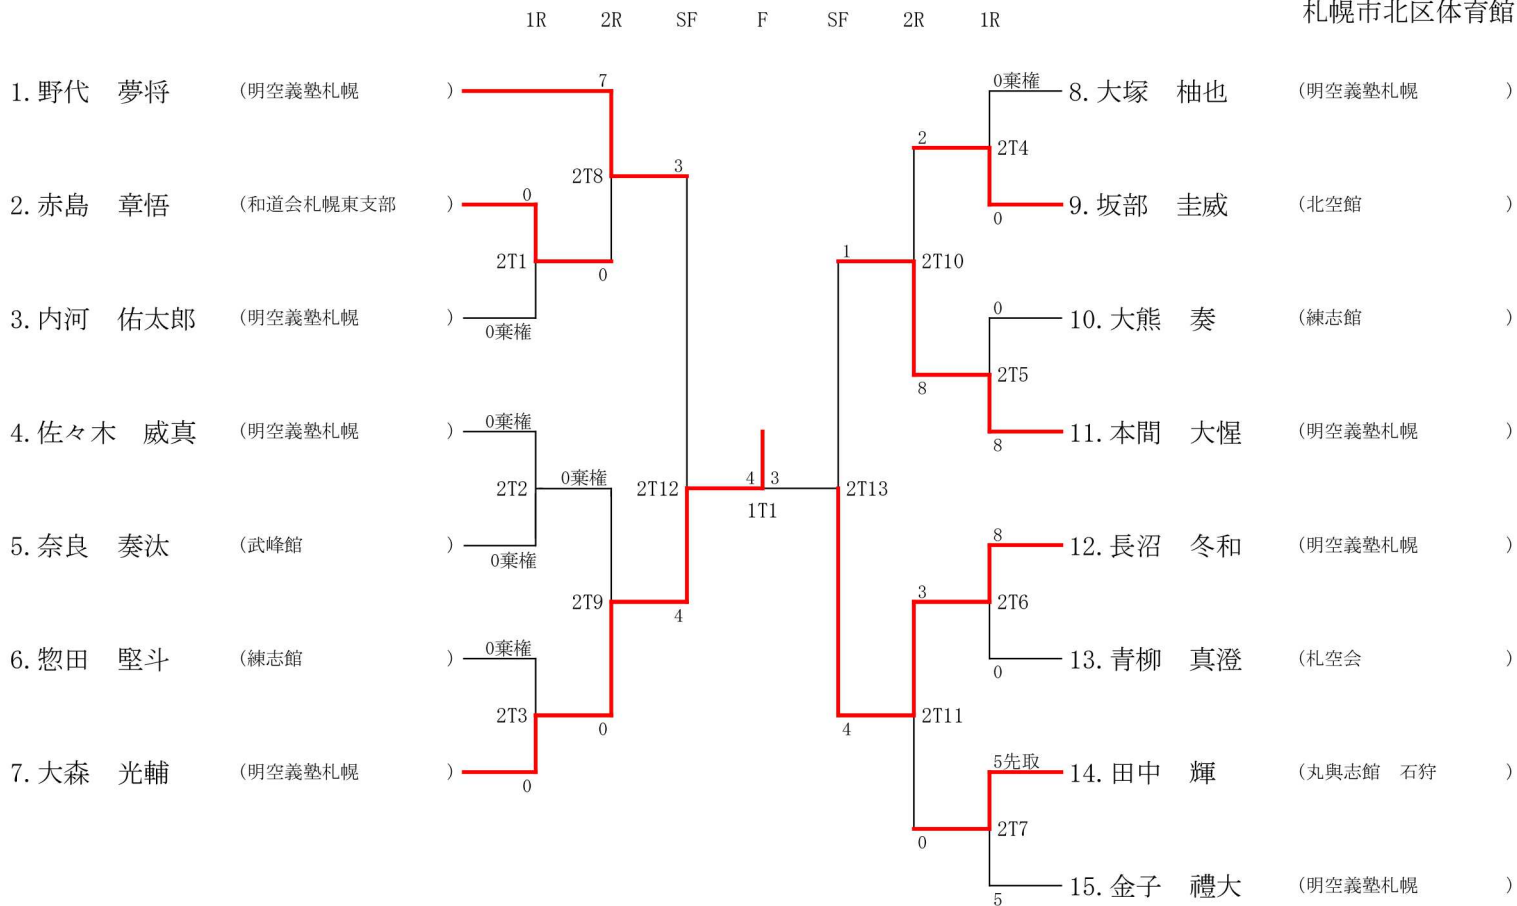 札幌市北区体育館
1R 2R SF F SF 2R 1R
1. 野代　夢将 (明空義塾札幌 )
2. 赤島　章悟 (和道会札幌東支部 )
3. 内河　佑太郎 (明空義塾札幌 )
4. 佐々木　威真 (明空義塾札幌 )
5. 奈良　奏汰 (武峰館 )
6. 惣田　堅斗 (練志館 )
7. 大森　光輔 (明空義塾札幌 )
0
2T1
0棄権
0棄権
2T2
0棄権
0棄権
2T3
0
7
2T8
0
0棄権
2T9
0
3
2T12
4
4 3
1T1
1
2T13
4
2
2T10
8
3
2T11
0
0棄権
2T4
0
0
2T5
8
8
2T6
0
5先取
2T7
5
8. 大塚　柚也 (明空義塾札幌 )
9. 坂部　圭威 (北空館 )
10. 大熊　奏 (練志館 )
11. 本間　大惺 (明空義塾札幌 )
12. 長沼　冬和 (明空義塾札幌 )
13. 青柳　真澄 (札空会 )
14. 田中　輝 (丸興志館　石狩 )
15. 金子　禮大 (明空義塾札幌 )